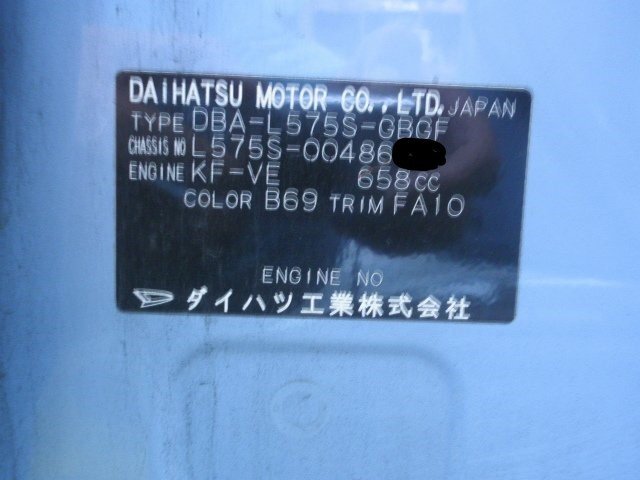 DAIHATSU MOTOR CO.,LTD. JAPAN
TYPE DBA-L575S-GBGF
CHASSIS NO L575S-00486
ENGINE KF-VE 658CC
COLOR B69 TRIM FA10
ENGINE NO
ダイハツ工業株式会社